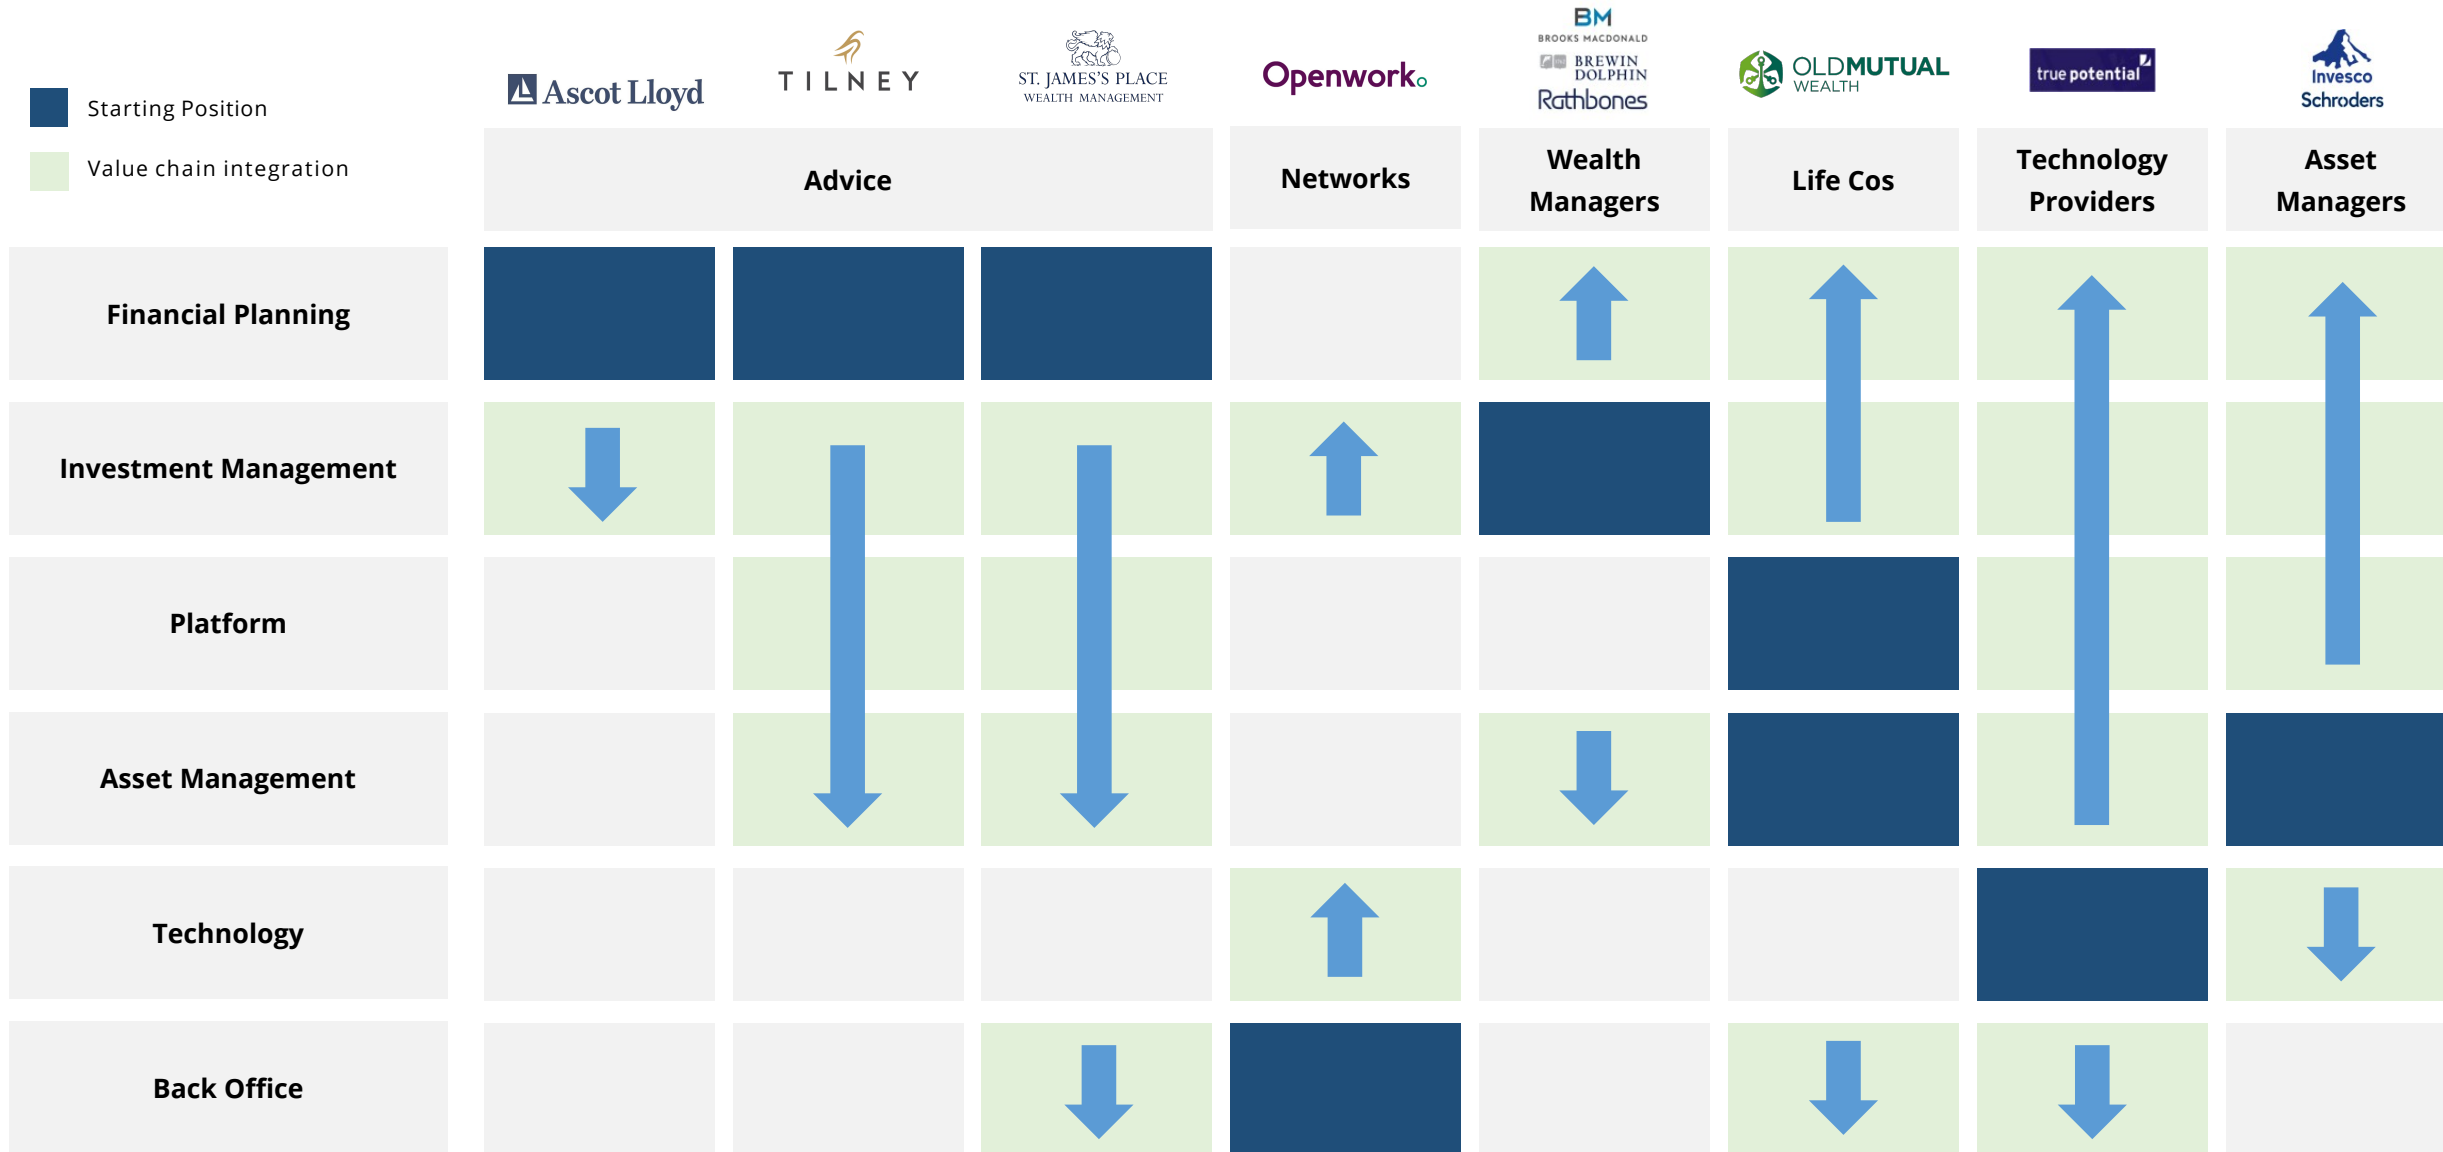 BM
BROOKS MACDONALD
BREWIN
DOLPHIN
Rathbones
Ascot Lloyd
TILNEY
ST. JAMES'S PLACE
WEALTH MANAGEMENT
Openwork
OLDMUTUAL
WEALTH
true potential
Invesco
Schroders
Starting Position
Value chain integration
Advice
Networks
Wealth
Managers
Life Cos
Technology
Providers
Asset
Managers
Financial Planning
Investment Management
Platform
Asset Management
Technology
Back Office